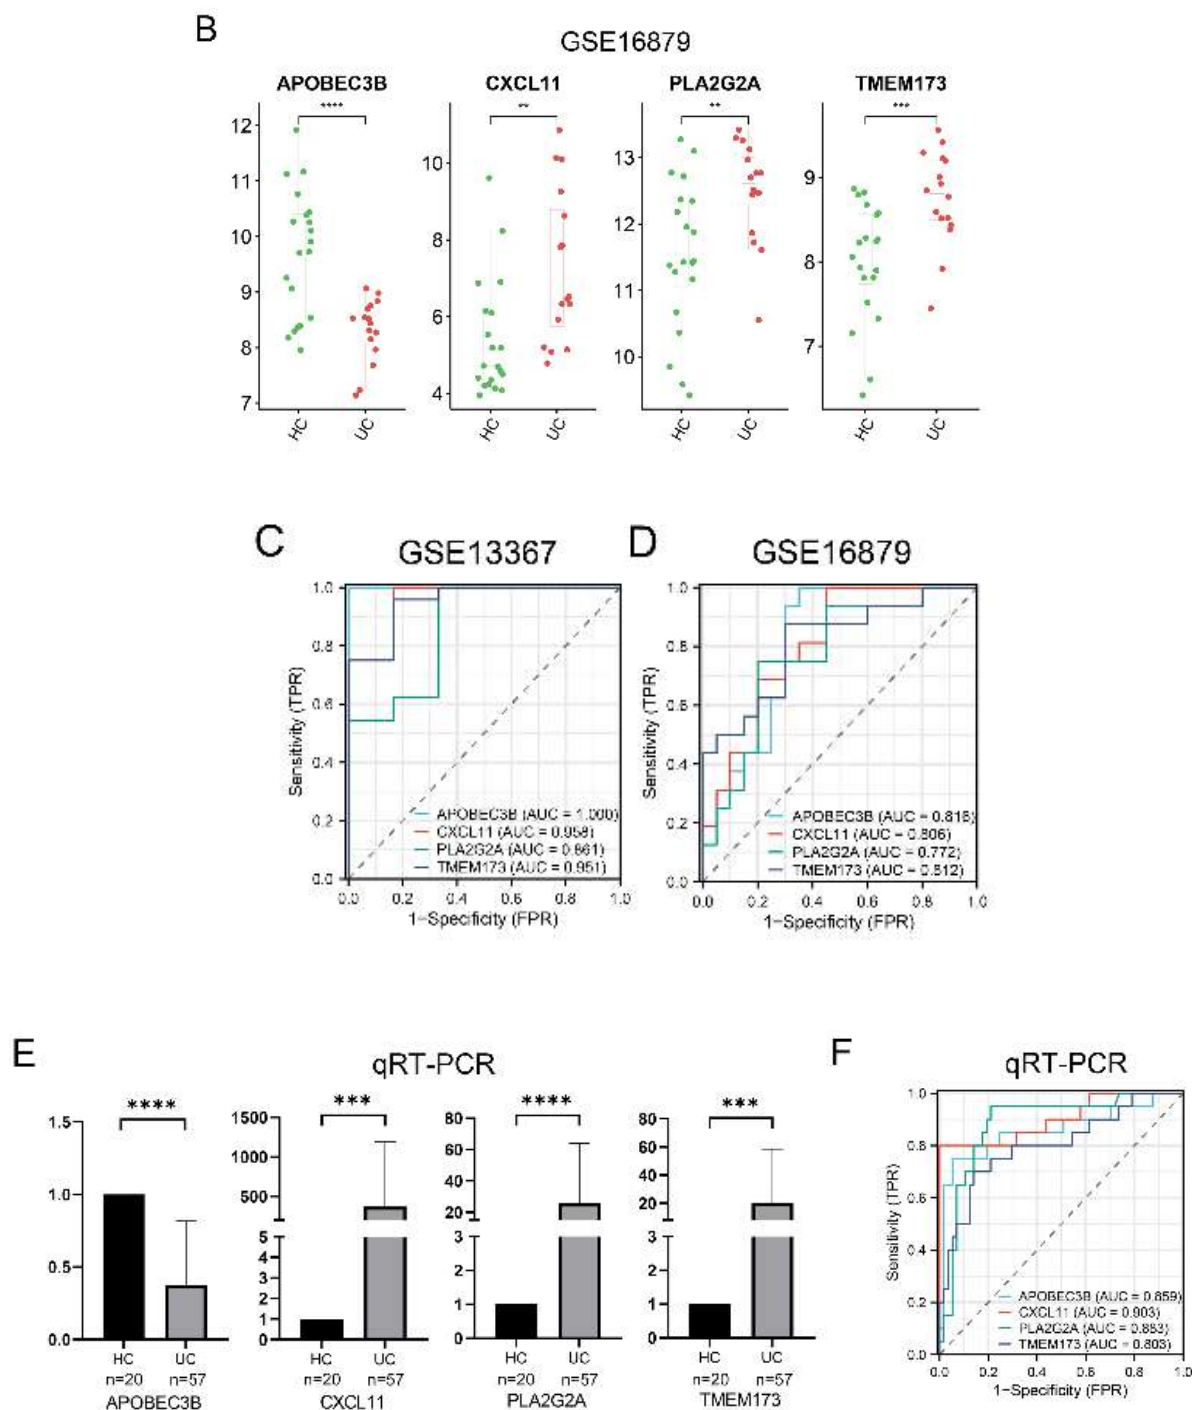 B
GSE16879
APOBEC3B CXCL11 PLA2G2A TMEM173
**** ** ** ***
12
11
10
9
8
7
10
8
6
4
13
12
11
10
9
8
7
HC UC HC UC HC UC HC UC
C GSE13367
Sensitivity (TPR)
1.0
0.8
0.6
0.4
0.2
0.0
APOBEC3B (AUC = 1.000)
CXCL11 (AUC = 0.958)
PLA2G2A (AUC = 0.861)
TMEM173 (AUC = 0.951)
0.0 0.2 0.4 0.6 0.8 1.0
1-Specificity (FPR)
D GSE16879
Sensitivity (TPR)
1.0
0.8
0.6
0.4
0.2
0.0
APOBEC3B (AUC = 0.816)
CXCL11 (AUC = 0.806)
PLA2G2A (AUC = 0.772)
TMEM173 (AUC = 0.812)
0.0 0.2 0.4 0.6 0.8 1.0
1-Specificity (FPR)
E
qRT-PCR
**** *** **** ***
1.5
1.0
0.5
0.0
HC UC
n=20 n=57
APOBEC3B
1500
1000
500
5
4
3
2
1
0
HC UC
n=20 n=57
CXCL11
80
60
40
20
3
2
1
0
HC UC
n=20 n=57
PLA2G2A
80
60
40
20
3
2
1
0
HC UC
n=20 n=57
TMEM173
F qRT-PCR
Sensitivity (TPR)
1.0
0.8
0.6
0.4
0.2
0.0
APOBEC3B (AUC = 0.859)
CXCL11 (AUC = 0.903)
PLA2G2A (AUC = 0.883)
TMEM173 (AUC = 0.803)
0.0 0.2 0.4 0.6 0.8 1.0
1-Specificity (FPR)